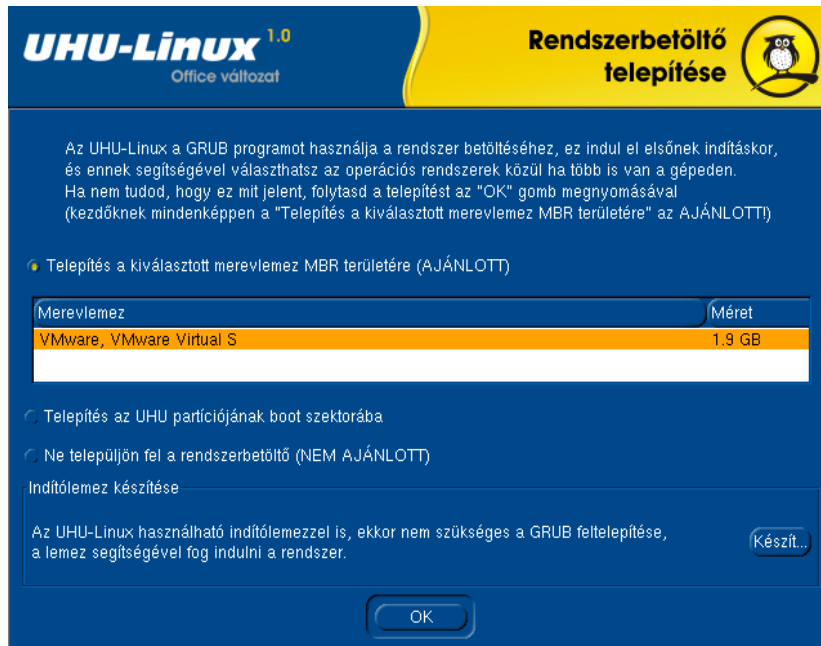 UHU-Linux 1.0
Office változat
Rendszerbetöltő
telepítése
Az UHU-Linux a GRUB programot használja a rendszer betöltéséhez, ez indul el elsőnek indításkor,
és ennek segítségével választhatsz az operációs rendszerek közül ha több is van a gépeden.
Ha nem tudod, hogy ez mit jelent, folytasd a telepítést az "OK" gomb megnyomásával
(kezdőknek mindenképpen a "Telepítés a kiválasztott merevlemez MBR területére" az AJÁNLOTT!)
Telepítés a kiválasztott merevlemez MBR területére (AJÁNLOTT)
Merevlemez Méret
VMware, VMware Virtual S 1.9 GB
Telepítés az UHU partíciójának boot szektorába
Ne települjön fel a rendszerbetöltő (NEM AJÁNLOTT)
Indítólemez készítése
Az UHU-Linux használható indítólemezzel is, ekkor nem szükséges a GRUB feltelepítése,
a lemez segítségével fog indulni a rendszer.
Készít...
OK